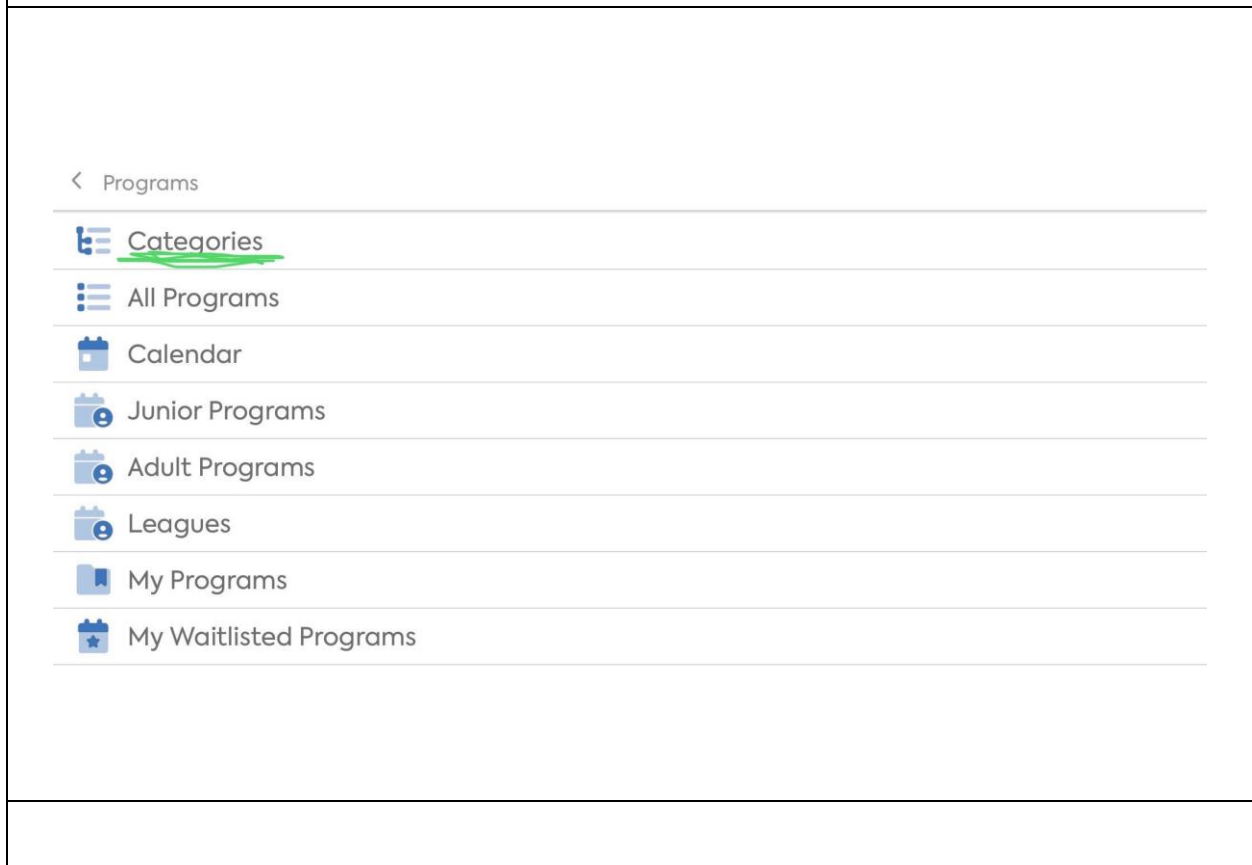 Programs
Categories
All Programs
Calendar
Junior Programs
Adult Programs
Leagues
My Programs
My Waitlisted Programs